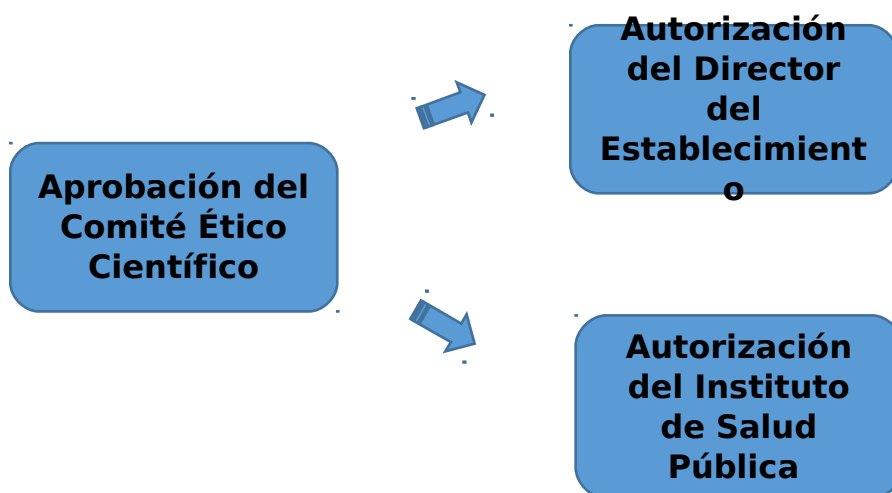 Aprobación del
Comité Ético
Científico
Autorización
del Director
del
Establecimient
o
Autorización
del Instituto
de Salud
Pública